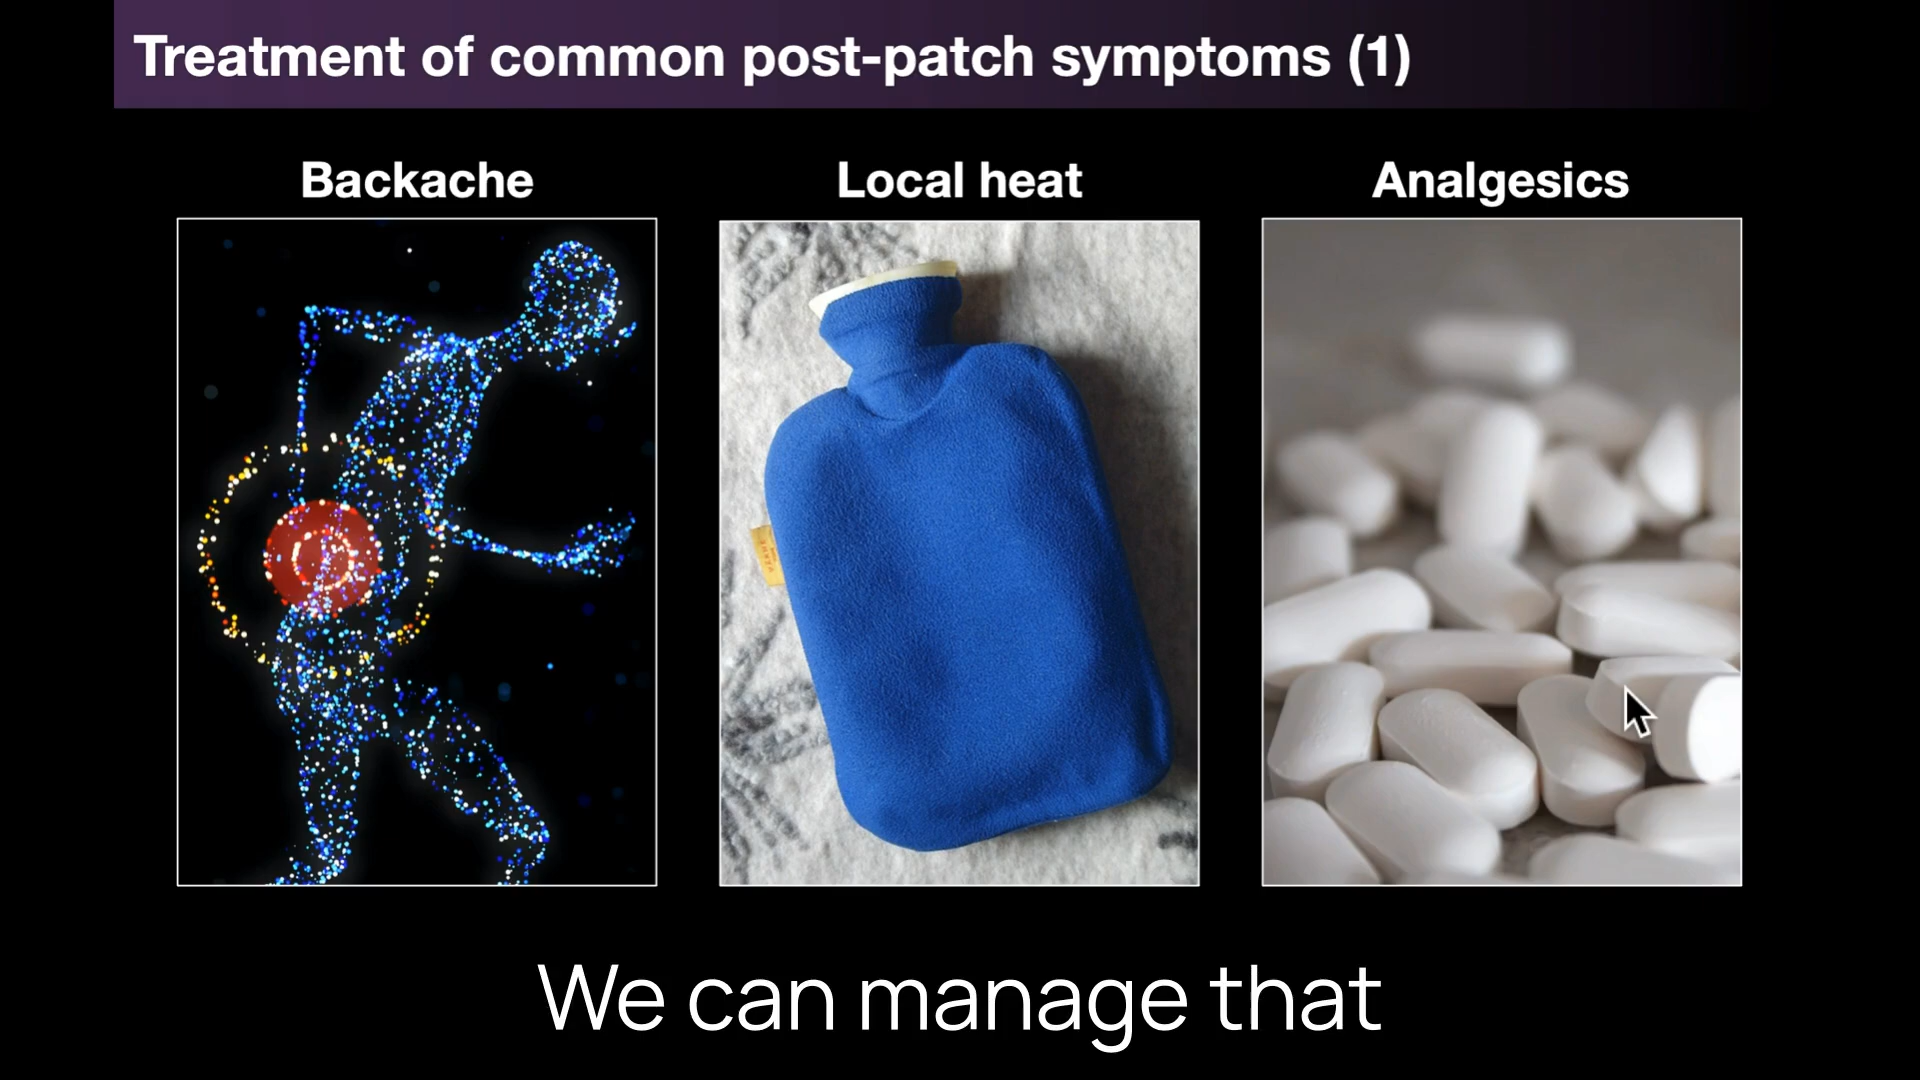 Treatment of common post-patch symptoms (1)
Backache
Local heat
Analgesics
We can manage that